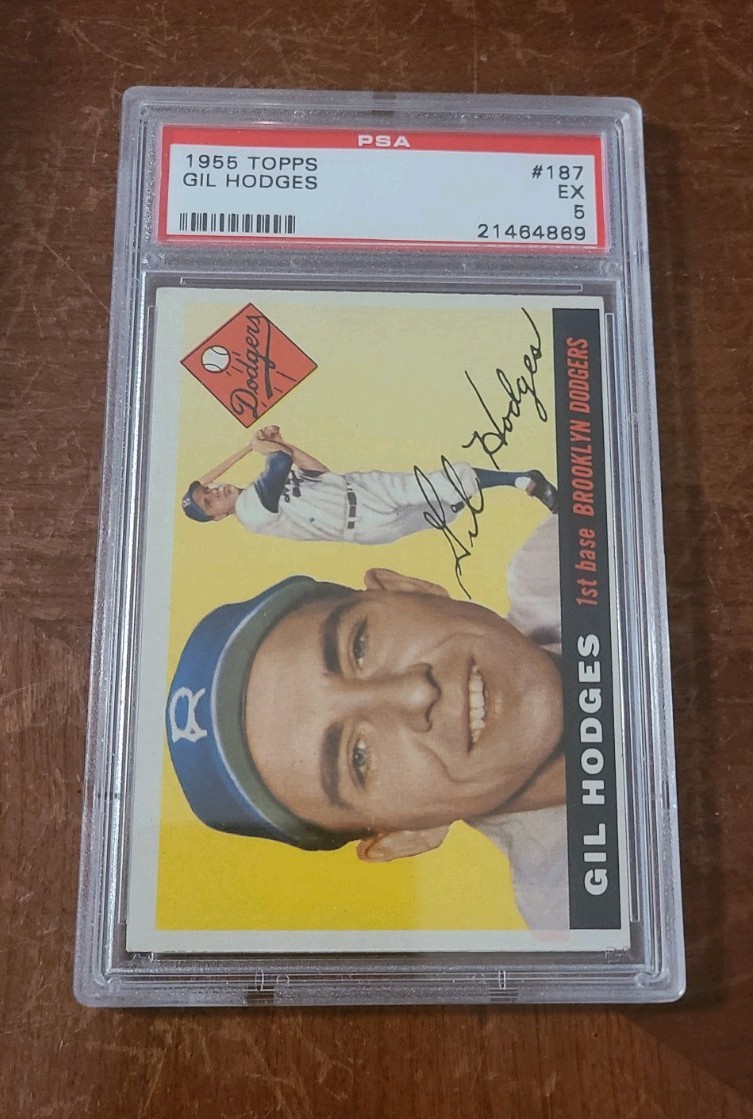 PSA
1955 TOPPS
#187
GIL HODGES
EX
5
21464869
Dodgers
Gil Hodges
GIL HODGES 1st base BROOKLYN DODGERS
B